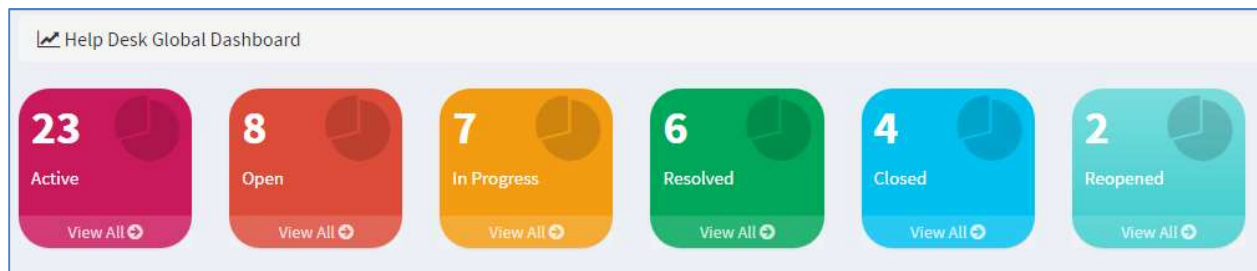 Help Desk Global Dashboard
23
Active
View All
8
Open
View All
7
In Progress
View All
6
Resolved
View All
4
Closed
View All
2
Reopened
View All